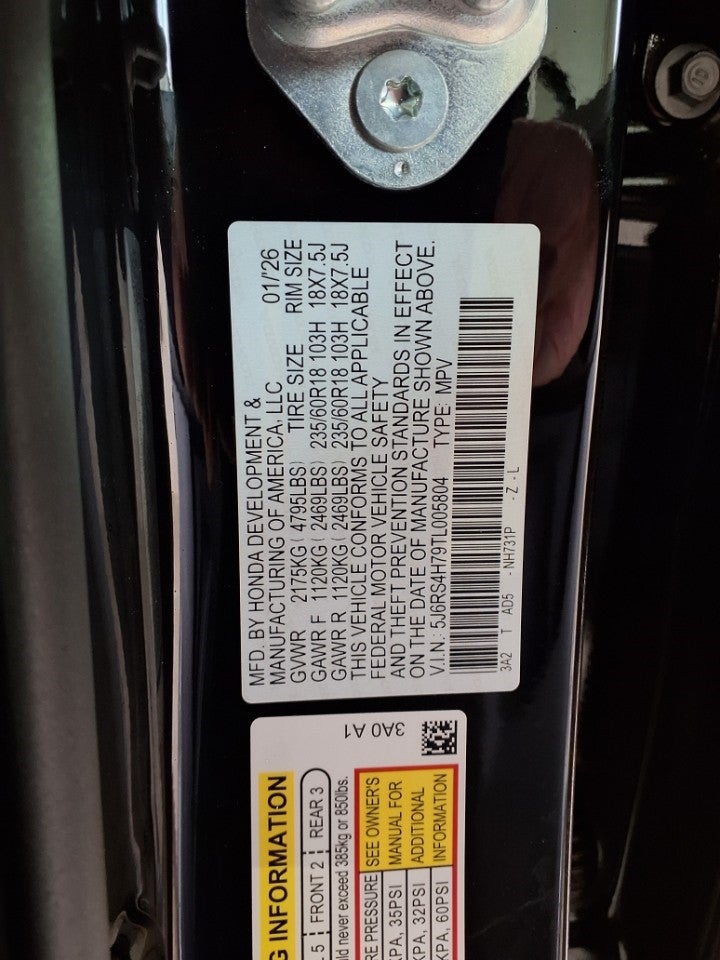 MFD. BY HONDA DEVELOPMENT &
MANUFACTURING OF AMERICA, LLC 01/'26
GVWR 2175KG ( 4795LBS) TIRE SIZE RIM SIZE
GAWR F 1120KG ( 2469LBS) 235/60R18 103H 18X7.5J
GAWR R 1120KG ( 2469LBS) 235/60R18 103H 18X7.5J
THIS VEHICLE CONFORMS TO ALL APPLICABLE
FEDERAL MOTOR VEHICLE SAFETY
AND THEFT PREVENTION STANDARDS IN EFFECT
ON THE DATE OF MANUFACTURE SHOWN ABOVE.
V.I.N.: 5J6RS4H79TL005804 TYPE: MPV
3A2 T AD5 - NH731P - Z - L
3A0 A1
G INFORMATION
5 FRONT 2 REAR 3
never exceed 385kg or 850lbs.
RE PRESSURE SEE OWNER'S
KPA, 35PSI MANUAL FOR
KPA, 32PSI ADDITIONAL
KPA, 60PSI INFORMATION